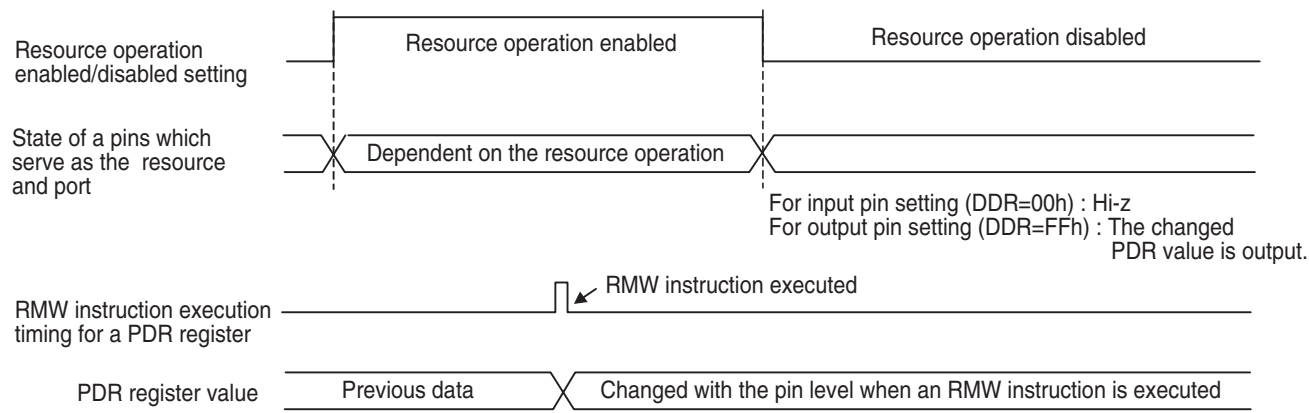 Resource operation
enabled/disabled setting
Resource operation enabled
Resource operation disabled
State of a pins which
serve as the resource
and port
Dependent on the resource operation
For input pin setting (DDR=00h) : Hi-z
For output pin setting (DDR=FFh) : The changed
PDR value is output.
RMW instruction execution
timing for a PDR register
RMW instruction executed
PDR register value
Previous data
Changed with the pin level when an RMW instruction is executed